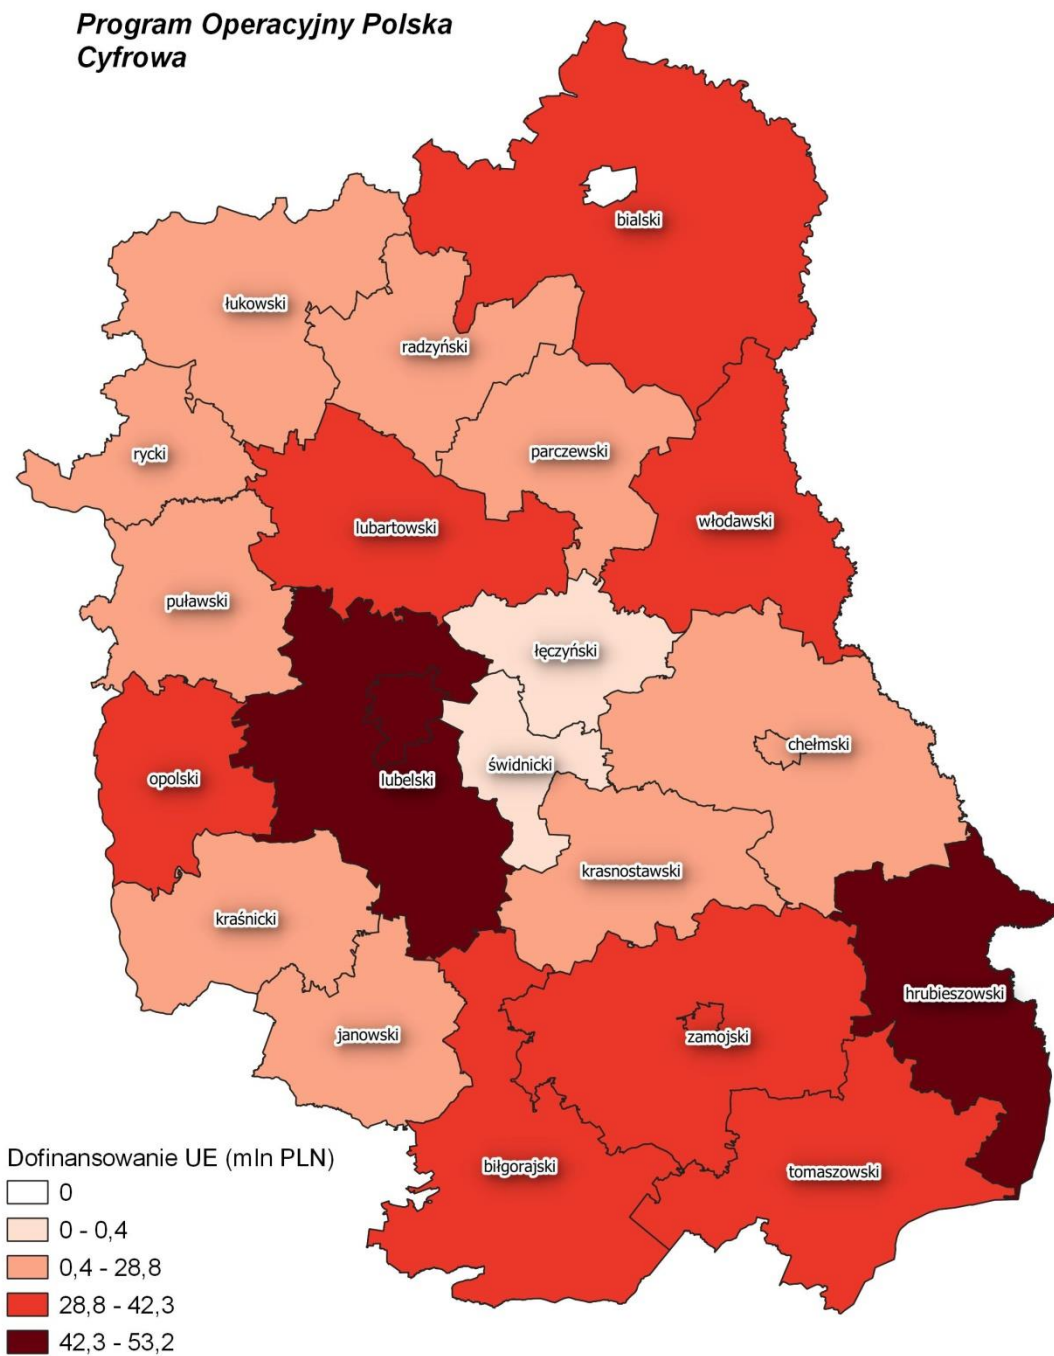 Program Operacyjny Polska
Cyfrowa
bialski
łukowski
radzyński
rycki
parczewski
lubartowski
włodawski
puławski
łęczyński
chełmski
świdnicki
opolski
lubelski
krasnostawski
kraśnicki
hrubieszowski
janowski
zamojski
biłgorajski
tomaszowski
Dofinansowanie UE (mln PLN)
0
0 - 0,4
0,4 - 28,8
28,8 - 42,3
42,3 - 53,2